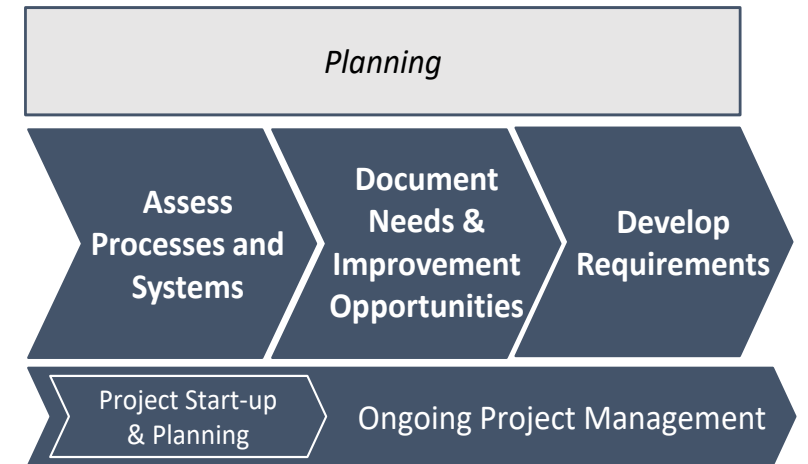 Planning
Assess
Processes and
Systems
Document
Needs &
Improvement
Opportunities
Develop
Requirements
Project Start-up
& Planning
Ongoing Project Management